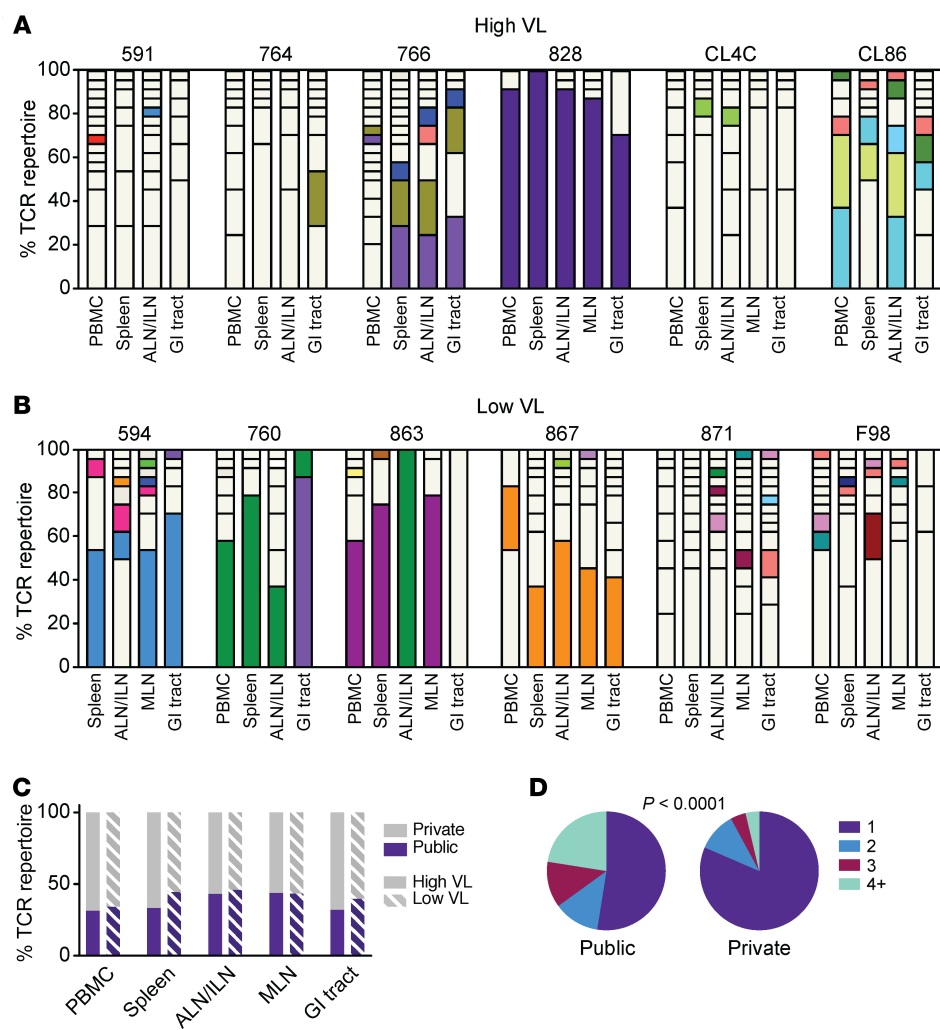 A
High VL
591 764 766 828 CL4C CL86
% TCR repertoire
100
80
60
40
20
0
PBMC Spleen ALN/ILN GI tract PBMC Spleen ALN/ILN GI tract PBMC Spleen ALN/ILN GI tract PBMC Spleen ALN/ILN MLN GI tract PBMC Spleen ALN/ILN MLN GI tract PBMC Spleen ALN/ILN GI tract
B
Low VL
594 760 863 867 871 F98
% TCR repertoire
100
80
60
40
20
0
Spleen ALN/ILN MLN GI tract PBMC Spleen ALN/ILN GI tract PBMC Spleen ALN/ILN MLN GI tract PBMC Spleen ALN/ILN MLN GI tract PBMC Spleen ALN/ILN MLN GI tract PBMC Spleen ALN/ILN MLN GI tract
C
% TCR repertoire
100
50
0
PBMC Spleen ALN/ILN MLN GI tract
Private
Public
High VL
Low VL
D
P < 0.0001
Public Private
1
2
3
4+